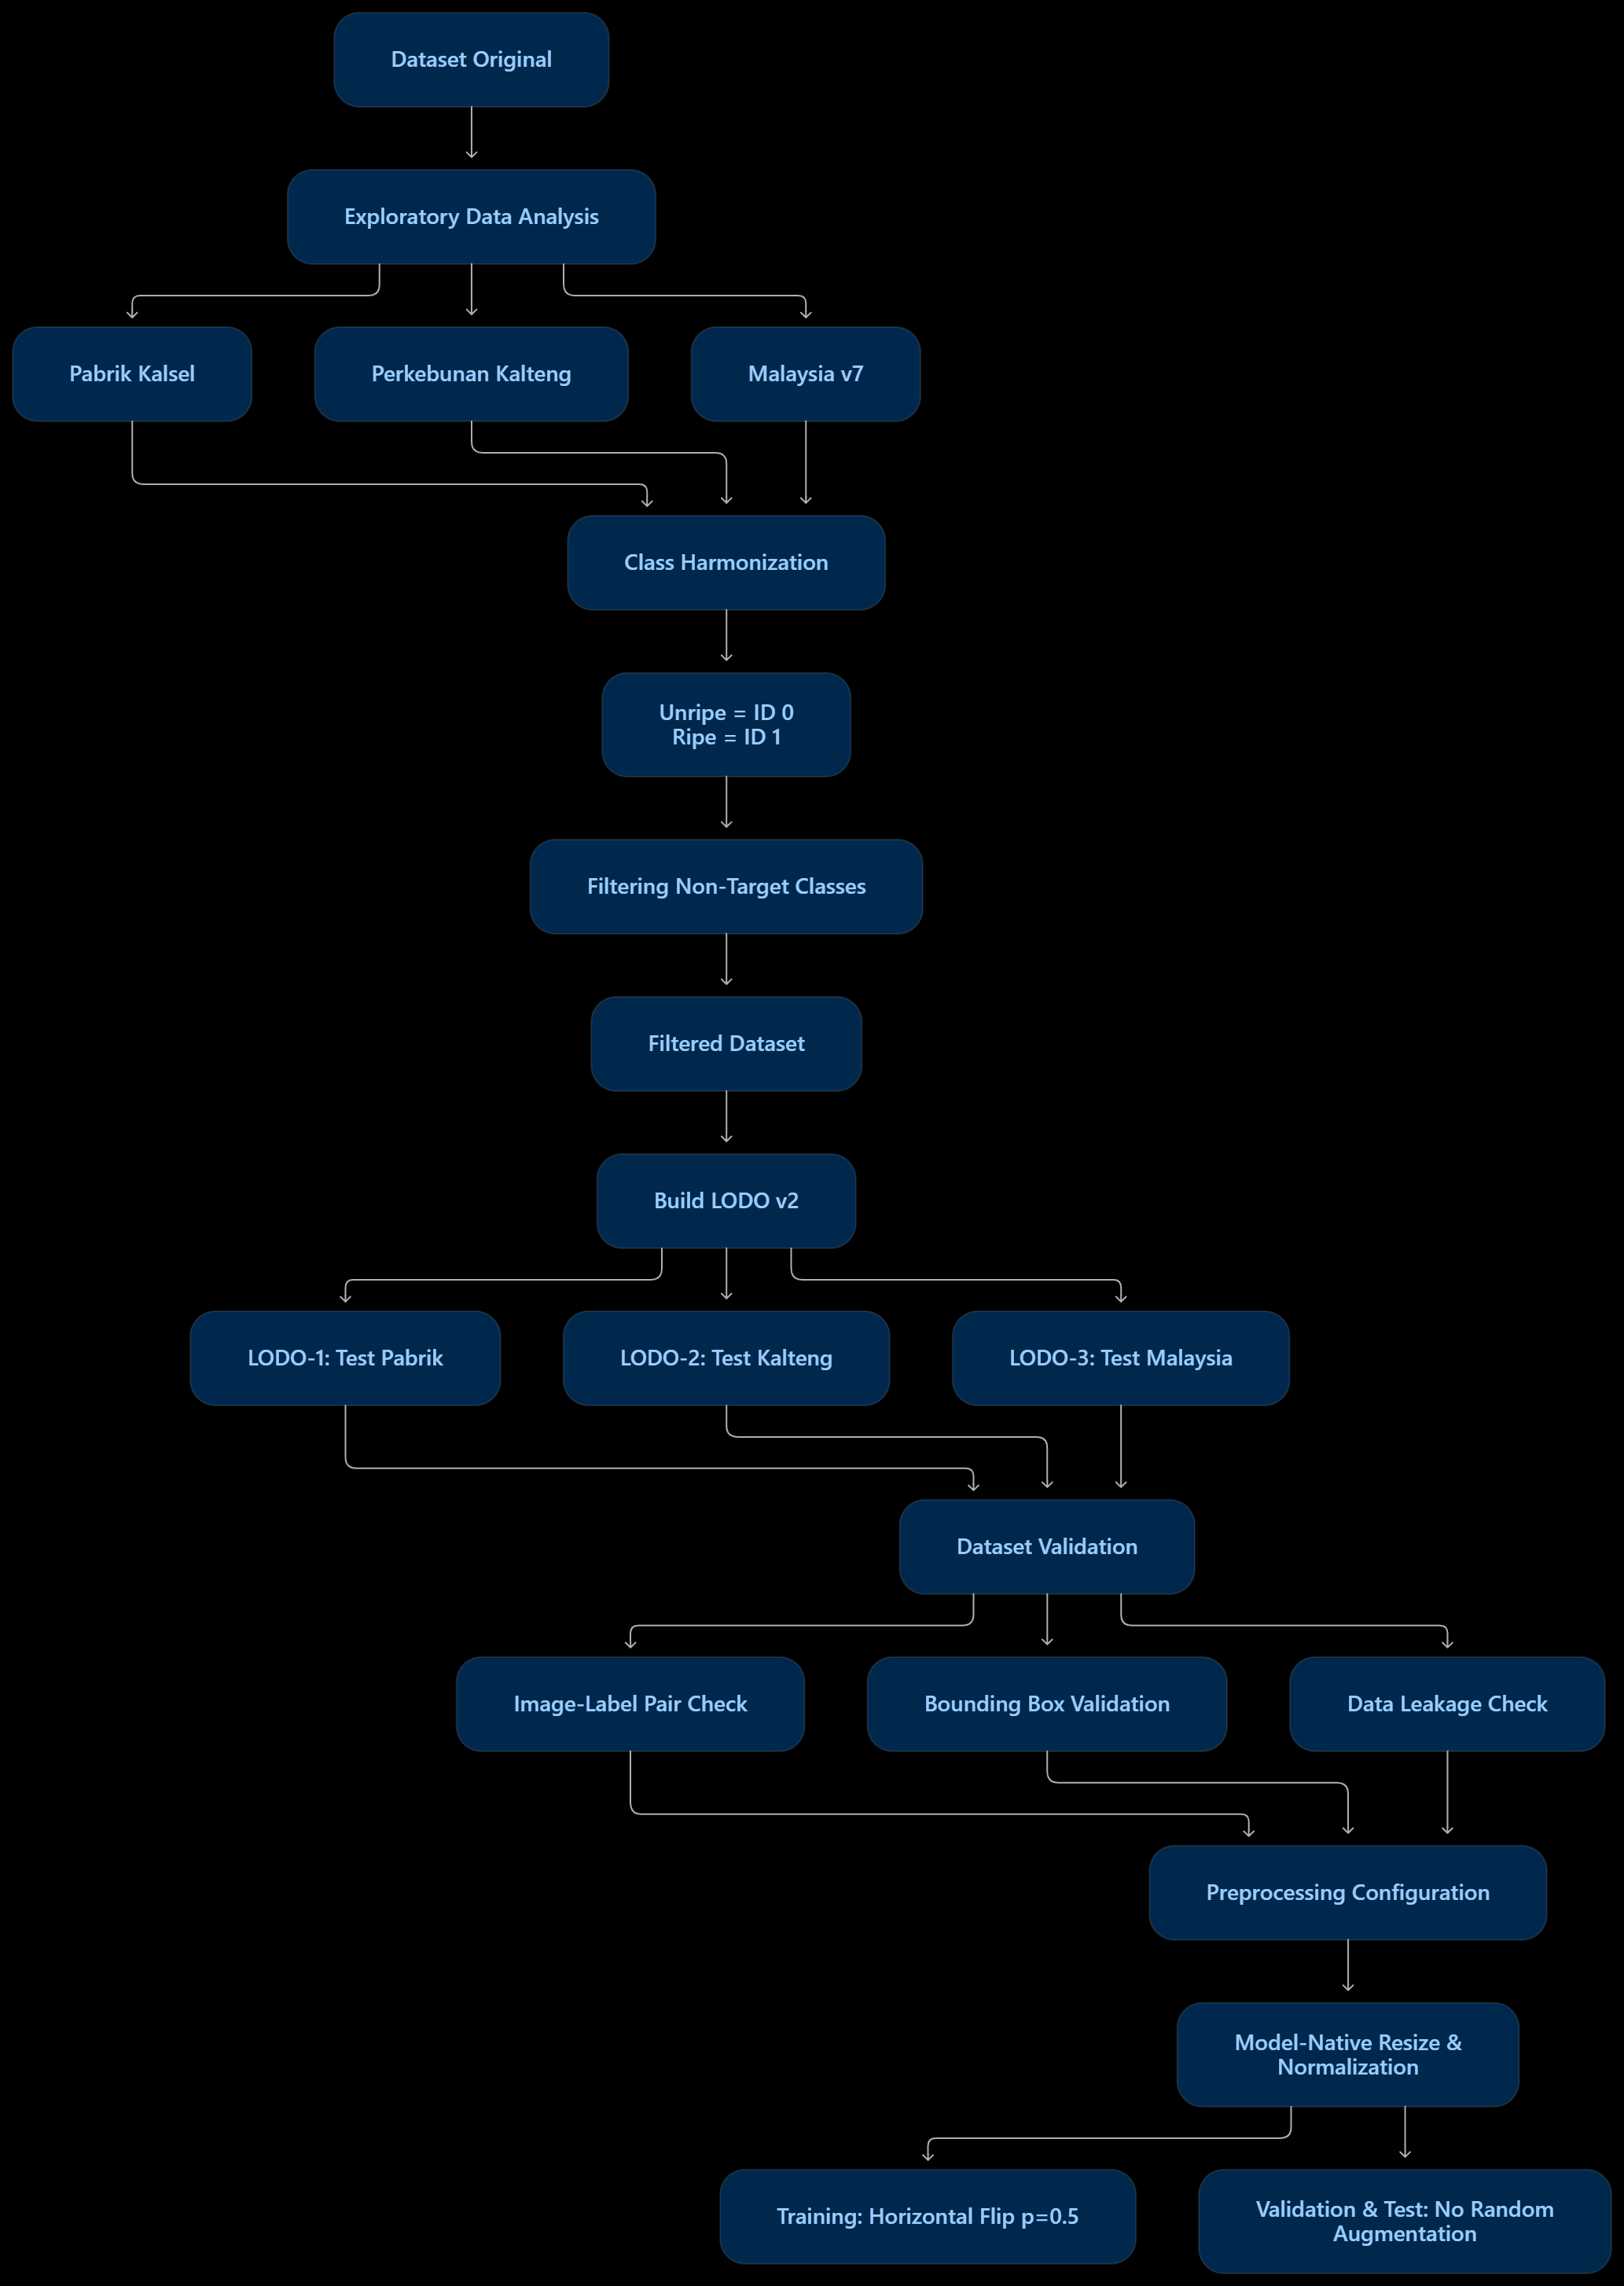 Dataset Original
Exploratory Data Analysis
Pabrik Kalsel
Perkebunan Kalteng
Malaysia v7
Class Harmonization
Unripe = ID 0
Ripe = ID 1
Filtering Non-Target Classes
Filtered Dataset
Build LODO v2
LODO-1: Test Pabrik
LODO-2: Test Kalteng
LODO-3: Test Malaysia
Dataset Validation
Image-Label Pair Check
Bounding Box Validation
Data Leakage Check
Preprocessing Configuration
Model-Native Resize &
Normalization
Training: Horizontal Flip p=0.5
Validation & Test: No Random
Augmentation